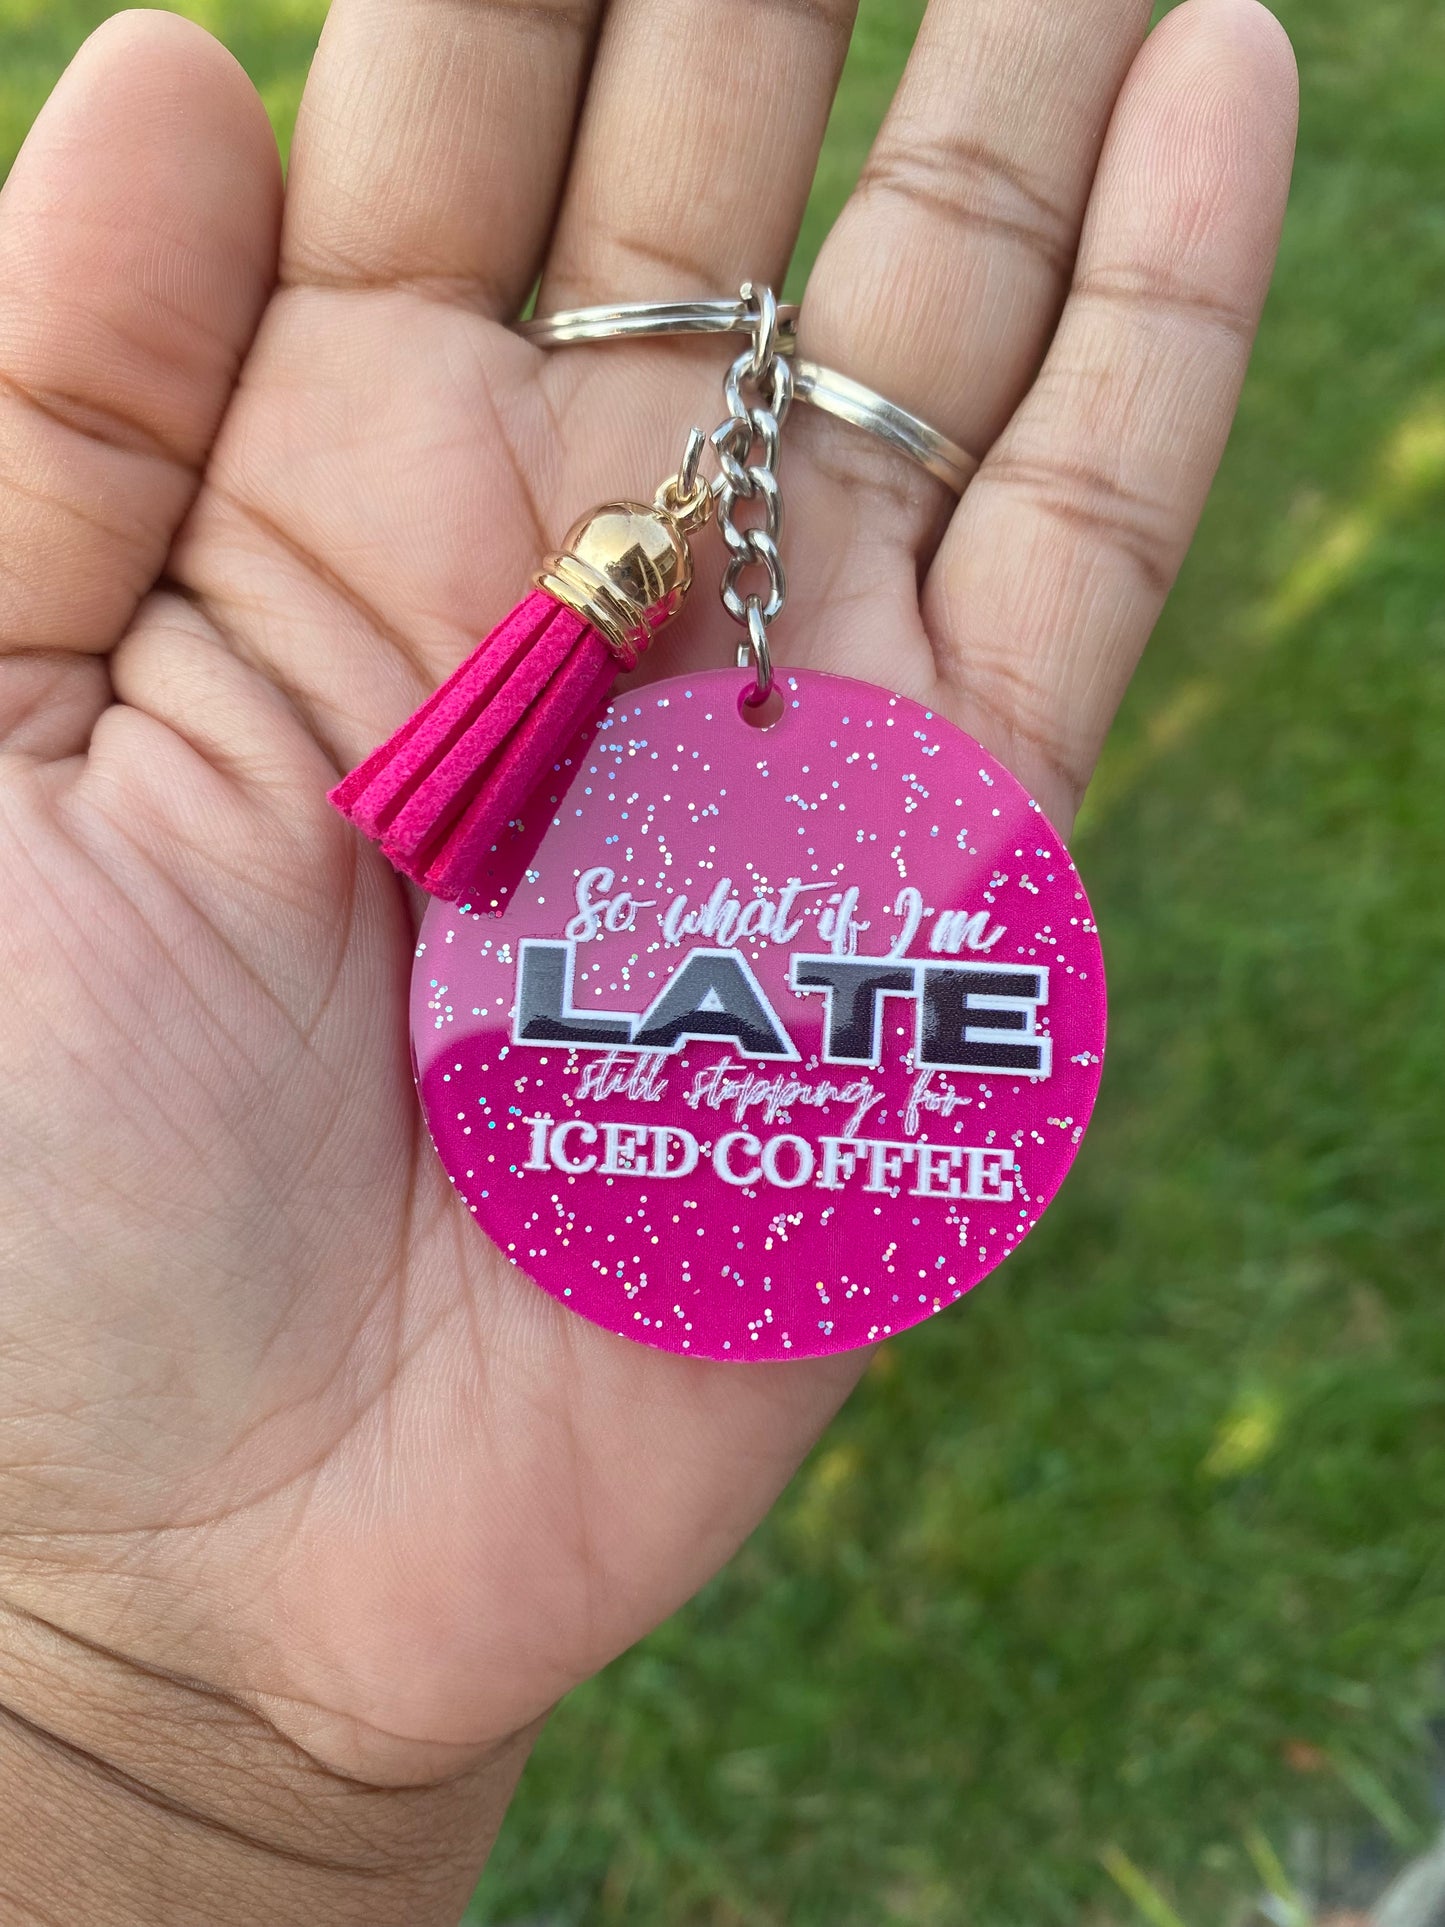 So what if I'm
LATE
still stopping for
ICED COFFEE